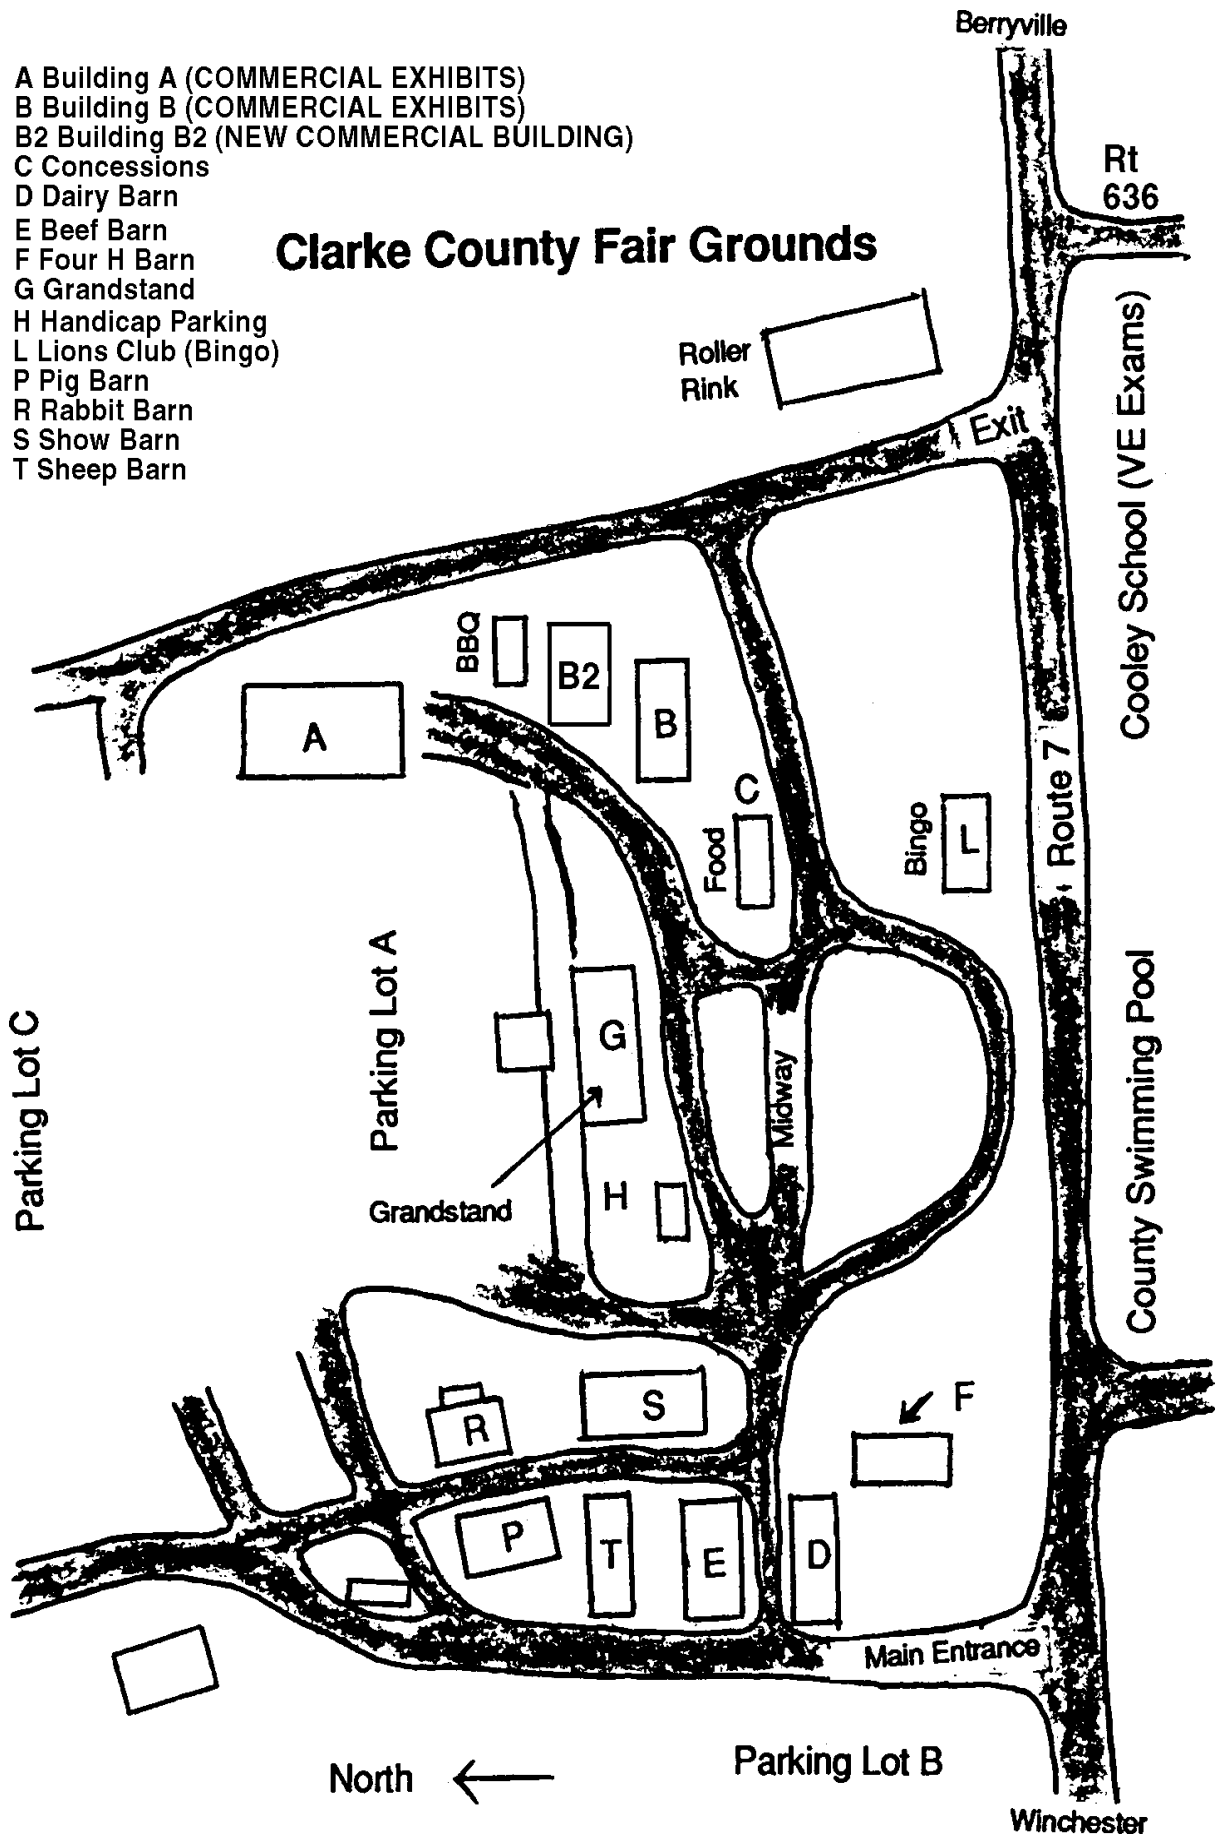 Berryville
A Building A (COMMERCIAL EXHIBITS)
B Building B (COMMERCIAL EXHIBITS)
B2 Building B2 (NEW COMMERCIAL BUILDING)
C Concessions
D Dairy Barn
E Beef Barn
F Four H Barn
G Grandstand
H Handicap Parking
L Lions Club (Bingo)
P Pig Barn
R Rabbit Barn
S Show Barn
T Sheep Barn
Rt
636
Clarke County Fair Grounds
Roller
Rink
Exit
Cooley School (VE Exams)
BBQ
B2
B
A
C
Food
Bingo
L
Route 7
Parking Lot C
Parking Lot A
G
Midway
County Swimming Pool
Grandstand
H
F
R
S
P
T
E
D
Main Entrance
North
Parking Lot B
Winchester